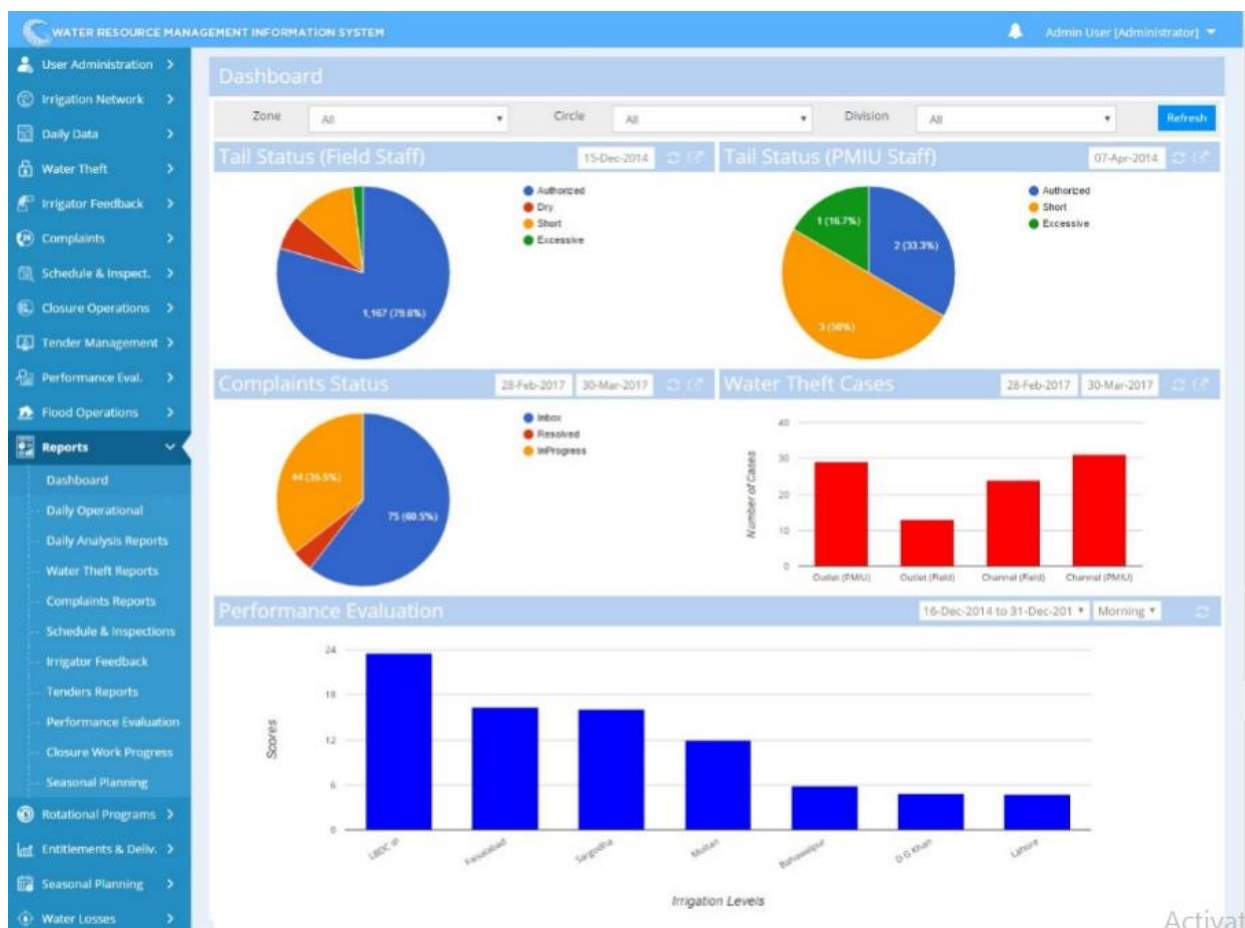 WATER RESOURCE MANAGEMENT INFORMATION SYSTEM
Admin User [Administrator]
User Administration
Irrigation Network
Daily Data
Water Theft
Irrigator Feedback
Complaints
Schedule & Inspect.
Closure Operations
Tender Management
Performance Eval.
Flood Operations
Reports
Dashboard
Daily Operational
Daily Analysis Reports
Water Theft Reports
Complaints Reports
Schedule & Inspections
Irrigator Feedback
Tenders Reports
Performance Evaluation
Closure Work Progress
Seasonal Planning
Rotational Programs
Entitlements & Deliv.
Seasonal Planning
Water Losses
Dashboard
Zone All Circle All Division All Refresh
Tail Status (Field Staff) 15-Dec-2014
Authorized
Dry
Short
Excessive
1,167 (79.6%)
Tail Status (PMIU Staff) 07-Apr-2014
Authorized
Short
Excessive
1 (16.7%)
2 (33.3%)
3 (50%)
Complaints Status 28-Feb-2017 30-Mar-2017
Inbox
Resolved
InProgress
44 (35.5%)
75 (60.5%)
Water Theft Cases 28-Feb-2017 30-Mar-2017
Number of Cases
40
30
20
10
0
Outlet (PMIU) Outlet (Field) Channel (Field) Channel (PMIU)
Performance Evaluation 16-Dec-2014 to 31-Dec-201 Morning
Scores
24
18
12
6
0
LBDC IP Faisalabad Sargodha Multan Bahawalpur D G Khan Lahore
Irrigation Levels
Activat